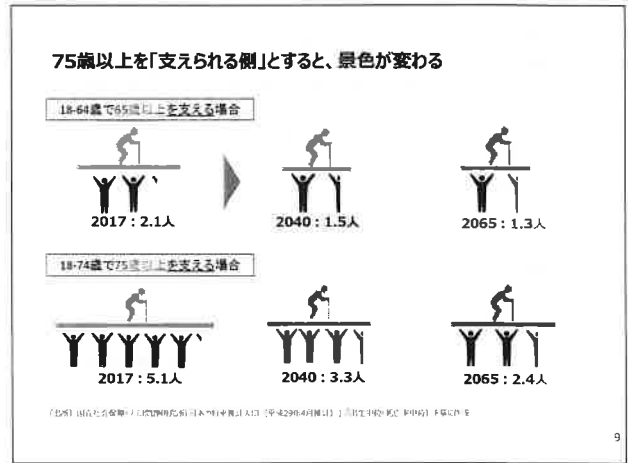 75歳以上を「支えられる側」とすると、景色が変わる
18-64歳で65歳以上を支える場合
2017：2.1人
2040：1.5人
2065：1.3人
18-74歳で75歳以上を支える場合
2017：5.1人
2040：3.3人
2065：2.4人
9